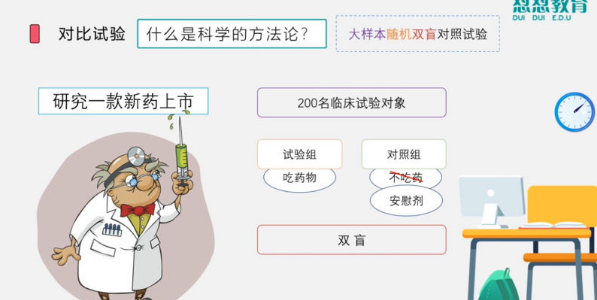 怼怼教育
DUI DUI E.D.U
对比试验
什么是科学的方法论？
大样本随机双盲对照试验
研究一款新药上市
200名临床试验对象
试验组
对照组
吃药物
不吃药
安慰剂
双盲